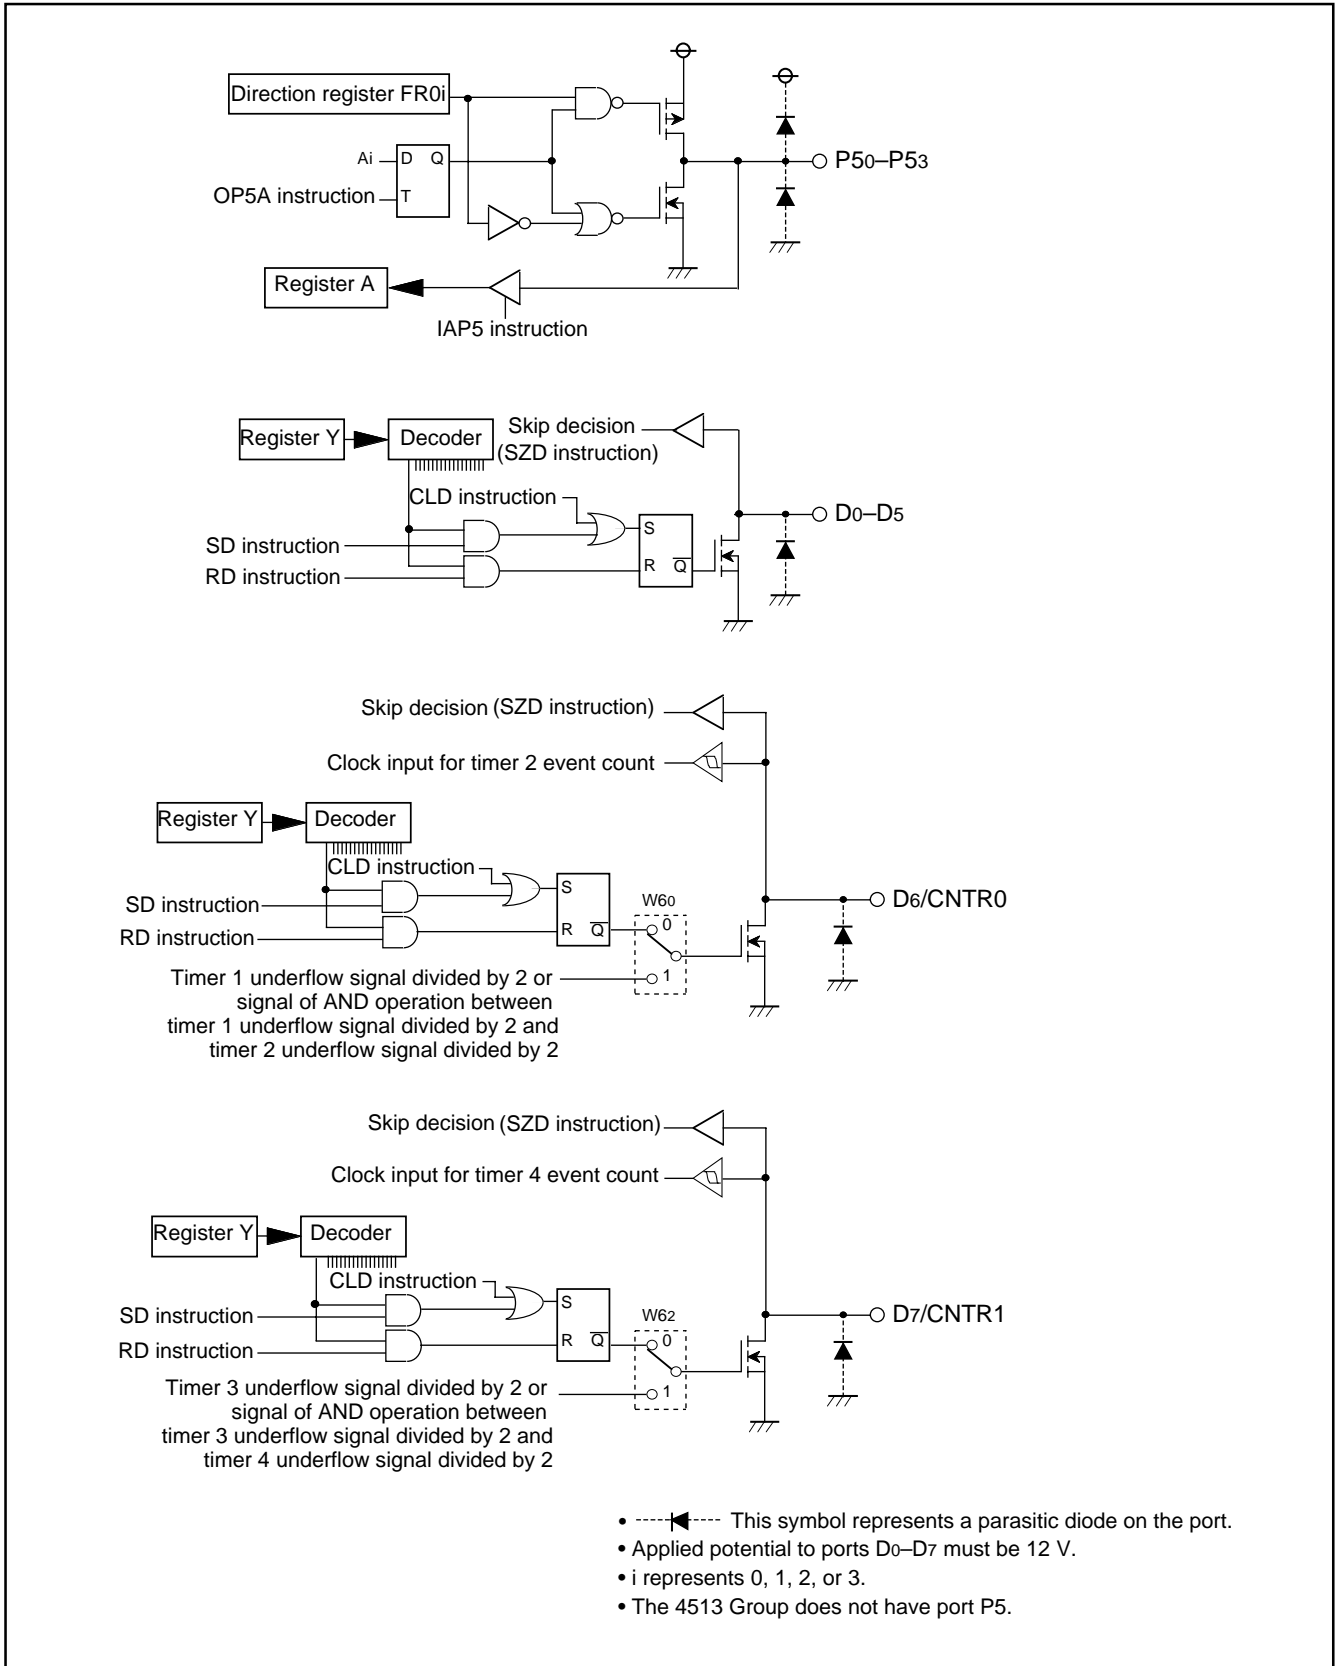 Direction register FR0i
Ai
D Q
T
OP5A instruction
P50–P53
Register A
IAP5 instruction
Register Y
Decoder
Skip decision
(SZD instruction)
CLD instruction
SD instruction
RD instruction
S
R Q
D0–D5
Skip decision (SZD instruction)
Clock input for timer 2 event count
Register Y
Decoder
CLD instruction
SD instruction
RD instruction
S
R Q
W60
0
1
D6/CNTR0
Timer 1 underflow signal divided by 2 or
signal of AND operation between
timer 1 underflow signal divided by 2 and
timer 2 underflow signal divided by 2
Skip decision (SZD instruction)
Clock input for timer 4 event count
Register Y
Decoder
CLD instruction
SD instruction
RD instruction
S
R Q
W62
0
1
D7/CNTR1
Timer 3 underflow signal divided by 2 or
signal of AND operation between
timer 3 underflow signal divided by 2 and
timer 4 underflow signal divided by 2
• This symbol represents a parasitic diode on the port.
• Applied potential to ports D0–D7 must be 12 V.
• i represents 0, 1, 2, or 3.
• The 4513 Group does not have port P5.